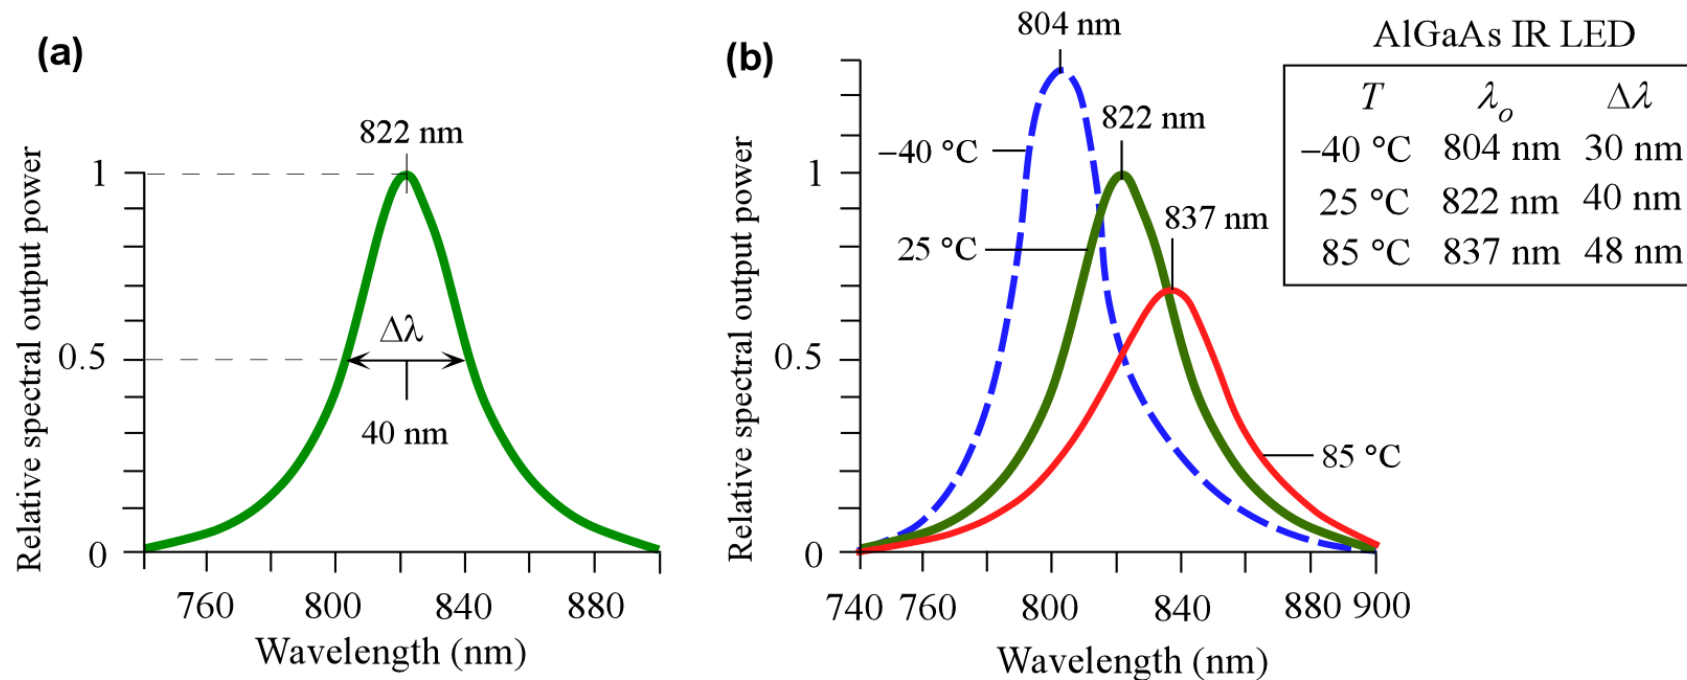 (a)
822 nm
Relative spectral output power
1
0.5
0
Δλ
40 nm
760 800 840 880
Wavelength (nm)
(b)
804 nm
822 nm
837 nm
−40 °C
25 °C
85 °C
Relative spectral output power
1
0.5
0
740 760 800 840 880 900
Wavelength (nm)
AlGaAs IR LED
T λo Δλ
−40 °C 804 nm 30 nm
25 °C 822 nm 40 nm
85 °C 837 nm 48 nm